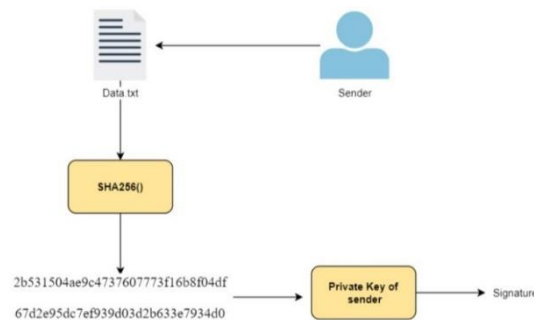 Data.txt
Sender
SHA256()
2b531504ae9c4737607773f16b8f04df
67d2e95dc7ef939d03d2b633e7934d0
Private Key of
sender
Signature